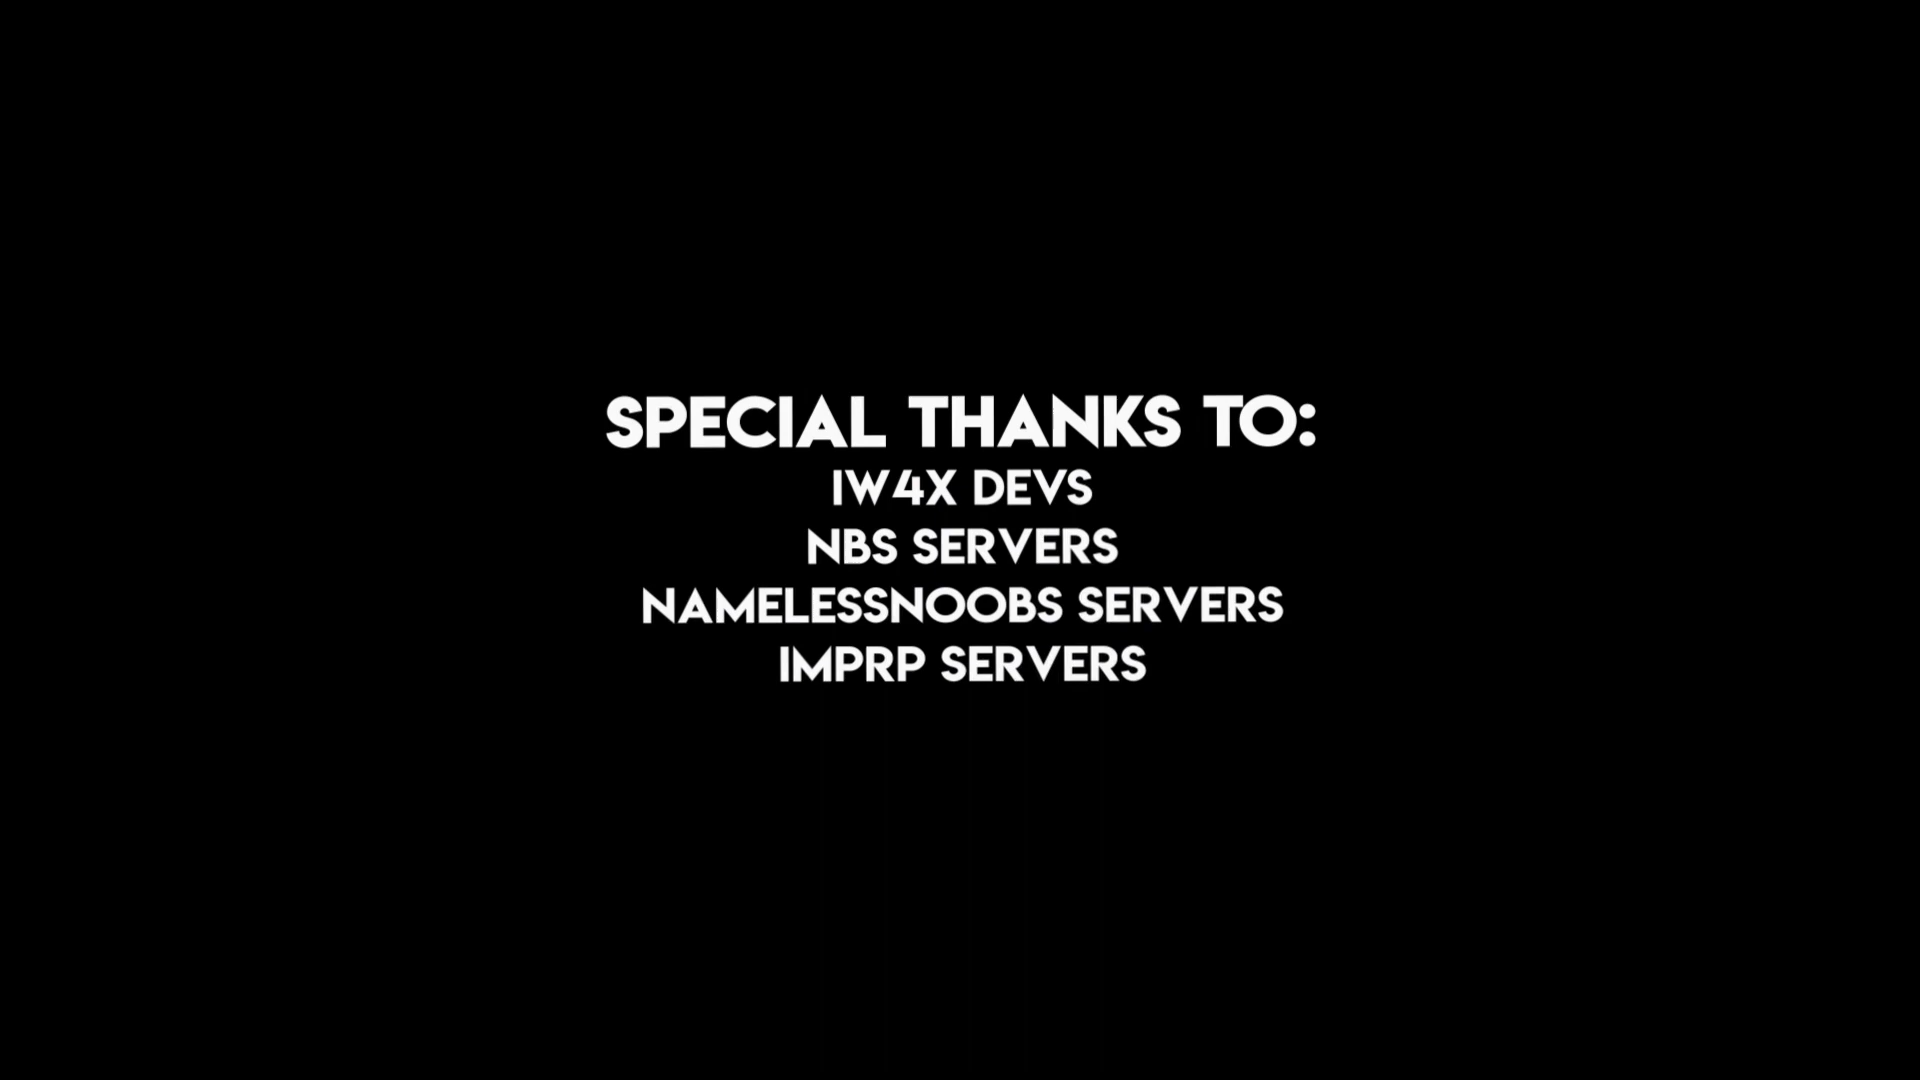 SPECIAL THANKS TO:
IW4X DEVS
NBS SERVERS
NAMELESSNOOBS SERVERS
IMPRP SERVERS